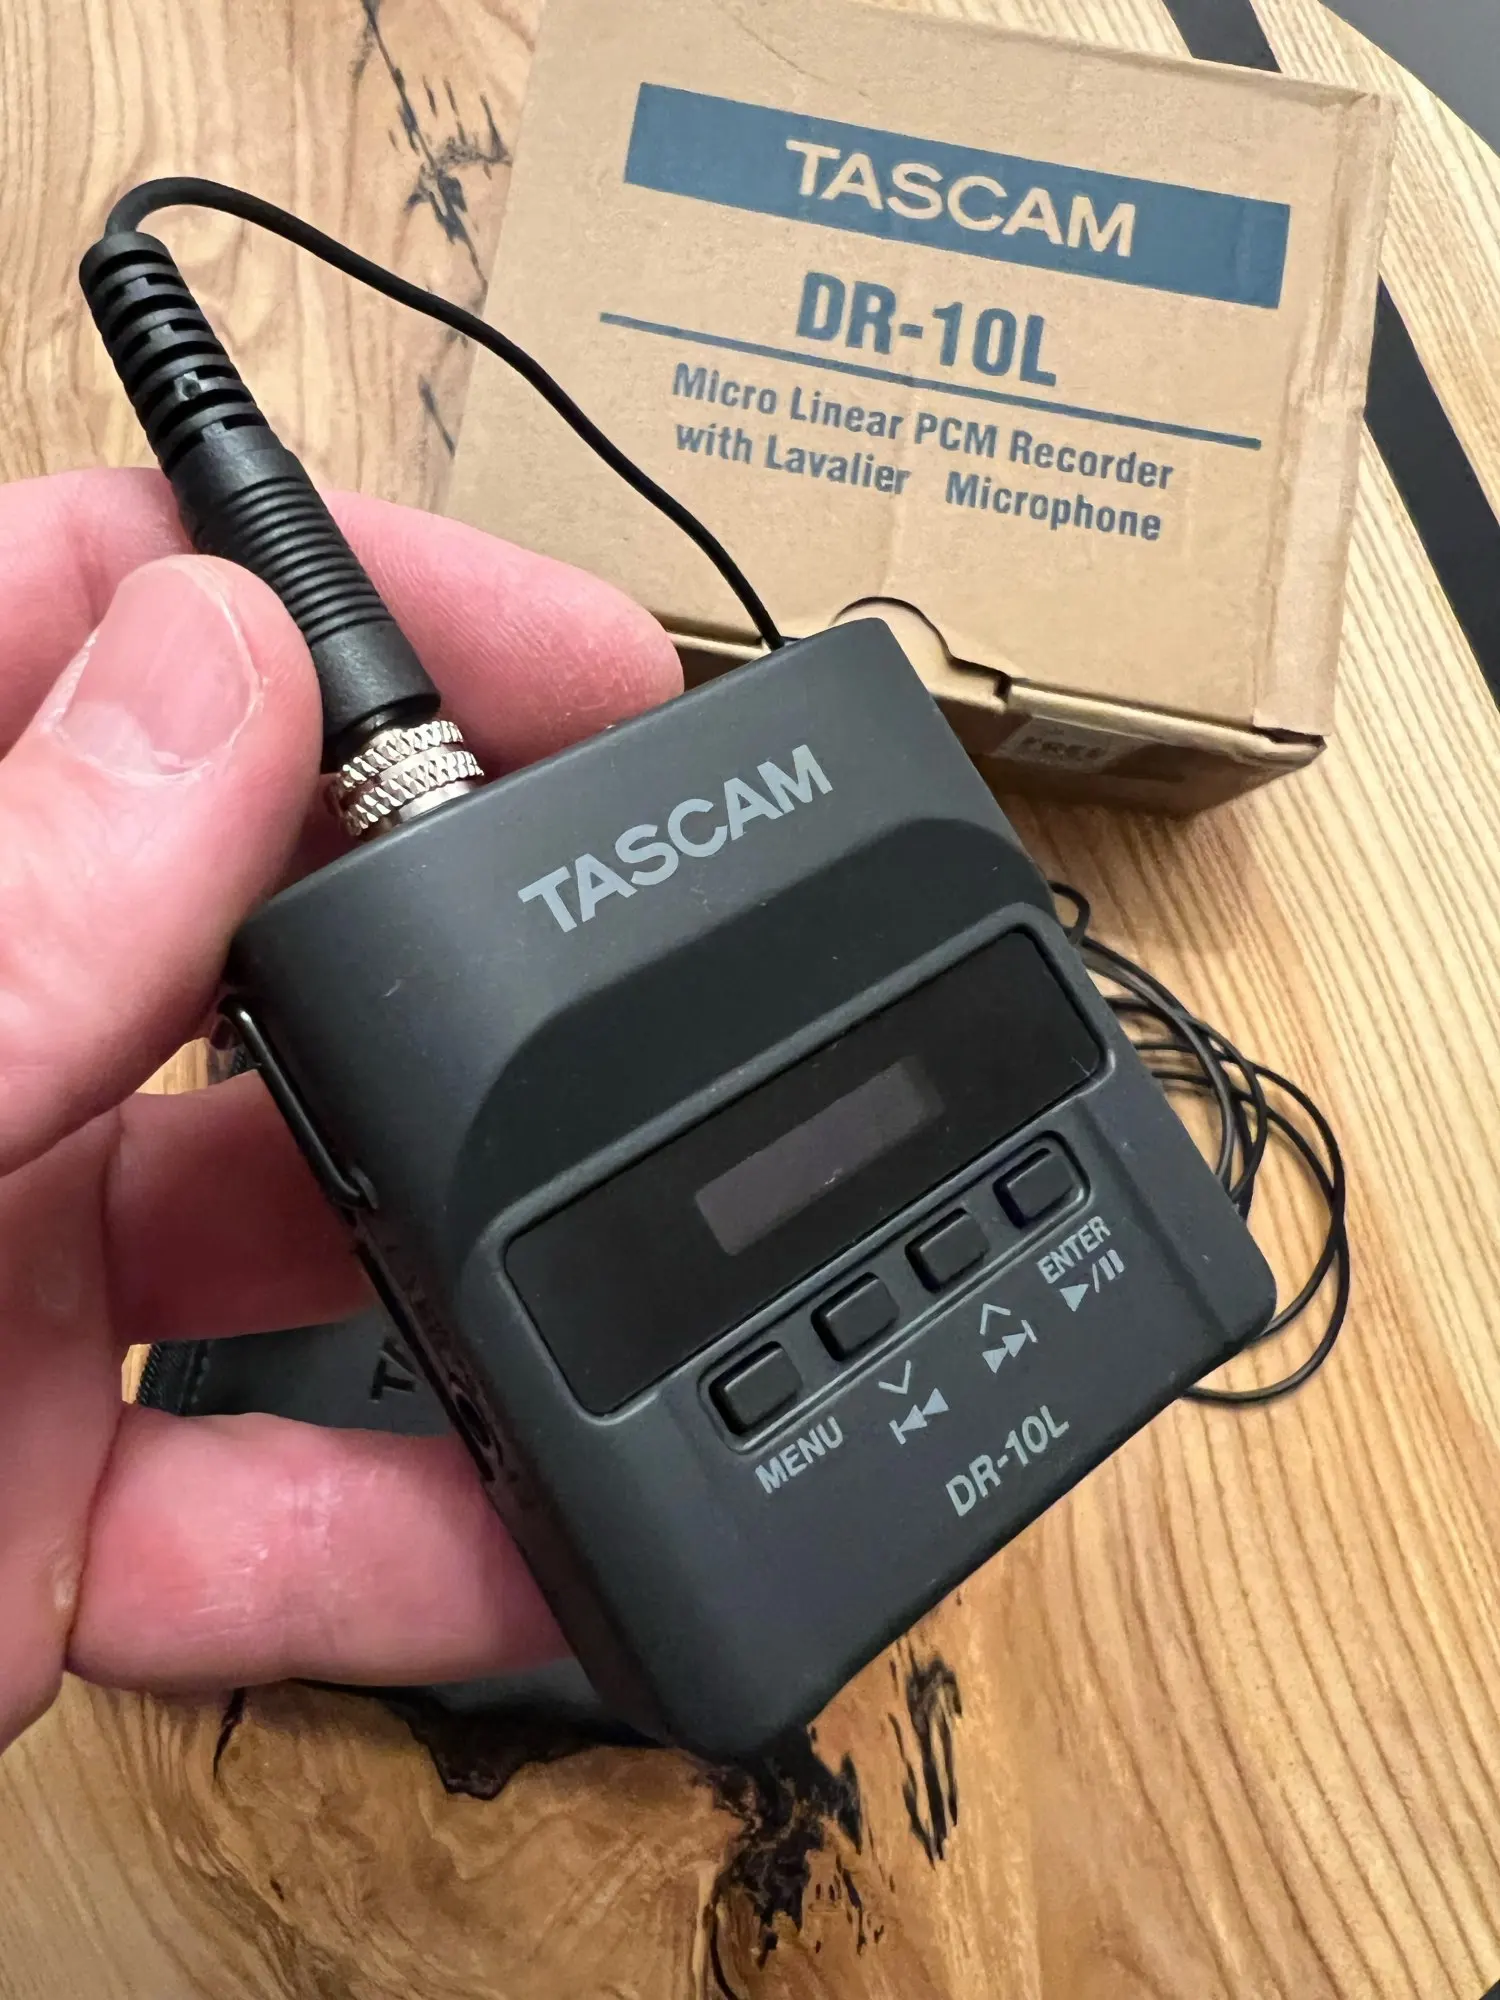 TASCAM
DR-10L
Micro Linear PCM Recorder
with Lavalier Microphone
TASCAM
ENTER
MENU
DR-10L